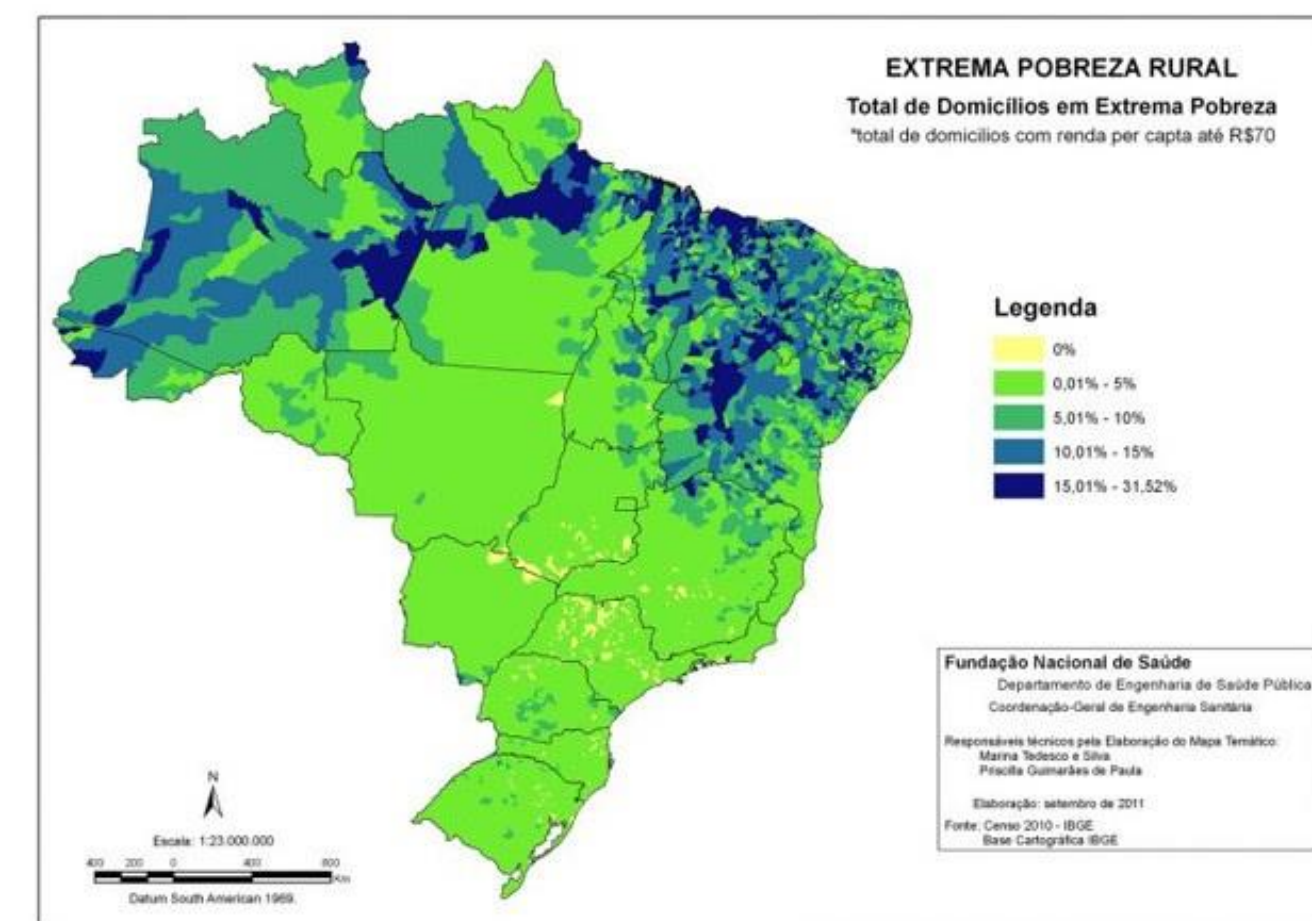 EXTREMA POBREZA RURAL
Total de Domicílios em Extrema Pobreza
*total de domicilios com renda per capta até R$70
Legenda
0%
0,01% - 5%
5,01% - 10%
10,01% - 15%
15,01% - 31,52%
Fundação Nacional de Saúde
Departamento de Engenharia de Saúde Pública
Coordenação-Geral de Engenharia Sanitária
Responsáveis técnicos pela Elaboração do Mapa Temático:
Marina Tedesco e Silva
Priscilla Guimarães de Paula
Elaboração: setembro de 2011
Fonte: Censo 2010 - IBGE
Base Cartográfica IBGE
N
Escala: 1:23.000.000
400 200 0 400 800
Km
Datum South American 1969.